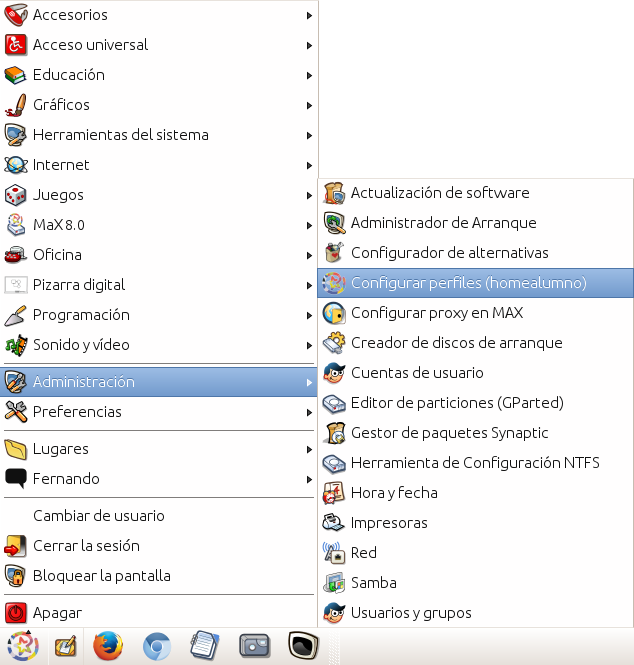 Accesorios
Acceso universal
Educación
Gráficos
Herramientas del sistema
Internet
Juegos
MaX8.0
Oficina
Pizarra digital
Programación
Sonido y vídeo
Administración
Preferencias
Lugares
Fernando
Cambiar de usuario
Cerrar la sesión
Bloquear la pantalla
Apagar
Actualización de software
Administrador de Arranque
Configurador de alternativas
Configurar perfiles (homealumno)
Configurar proxy en MAX
Creador de discos de arranque
Cuentas de usuario
Editor de particiones (GParted)
Gestor de paquetes Synaptic
Herramienta de Configuración NTFS
Hora y fecha
Impresoras
Red
Samba
Usuarios y grupos